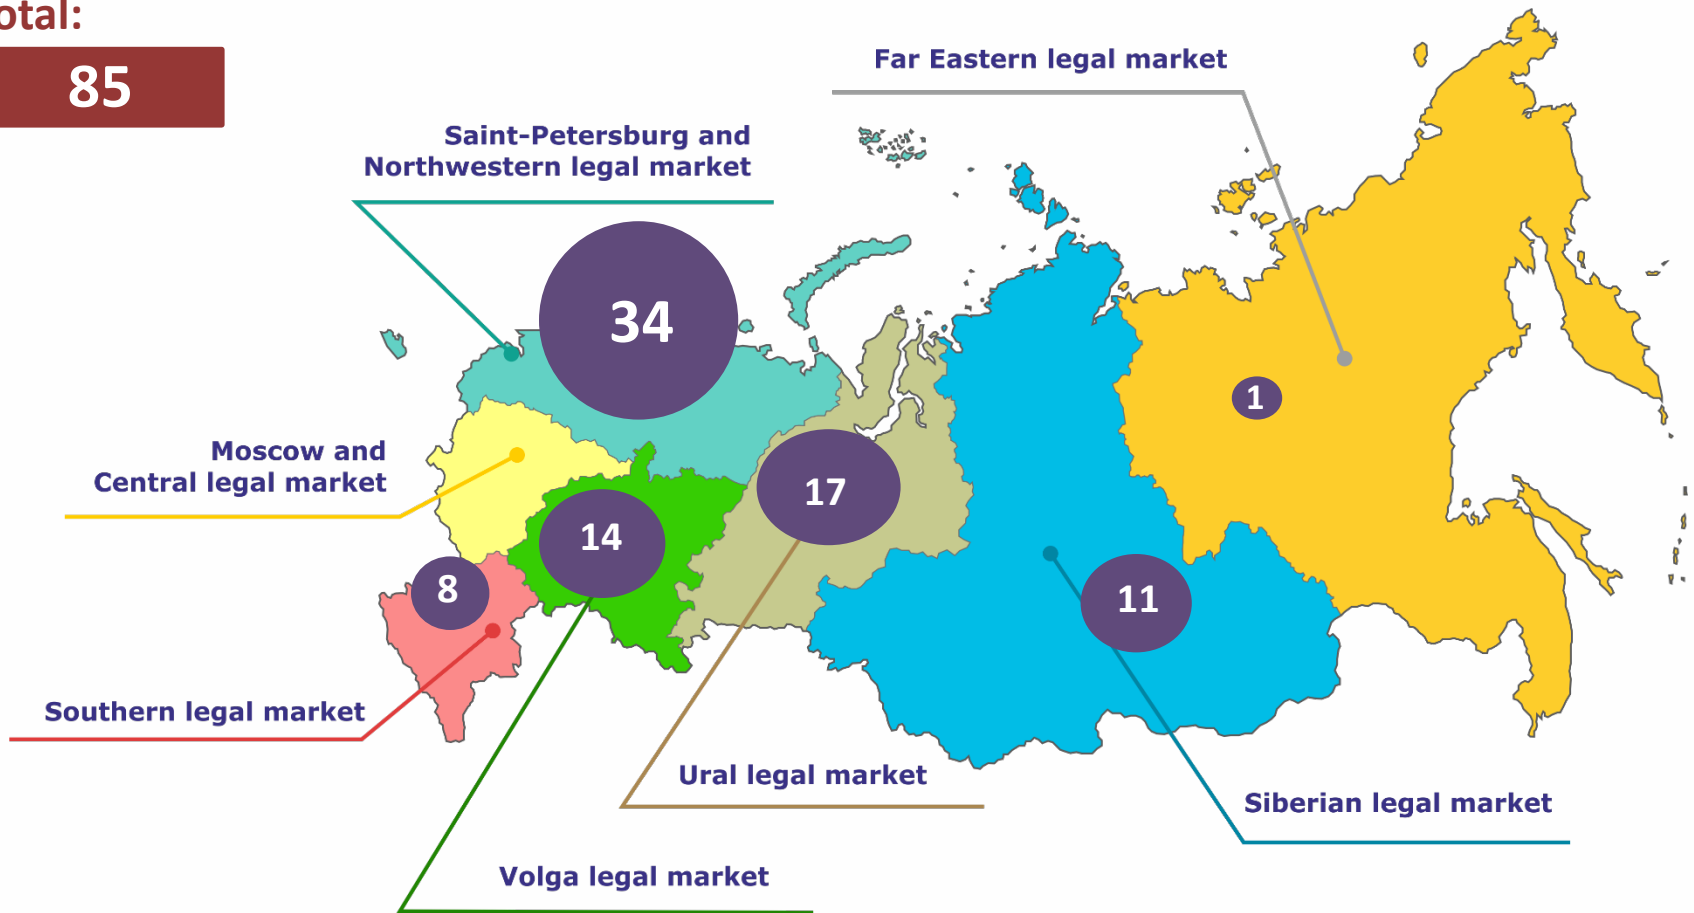 otal:
85
Far Eastern legal market
Saint-Petersburg and
Northwestern legal market
34
1
Moscow and
Central legal market
17
14
8
11
Southern legal market
Ural legal market
Siberian legal market
Volga legal market